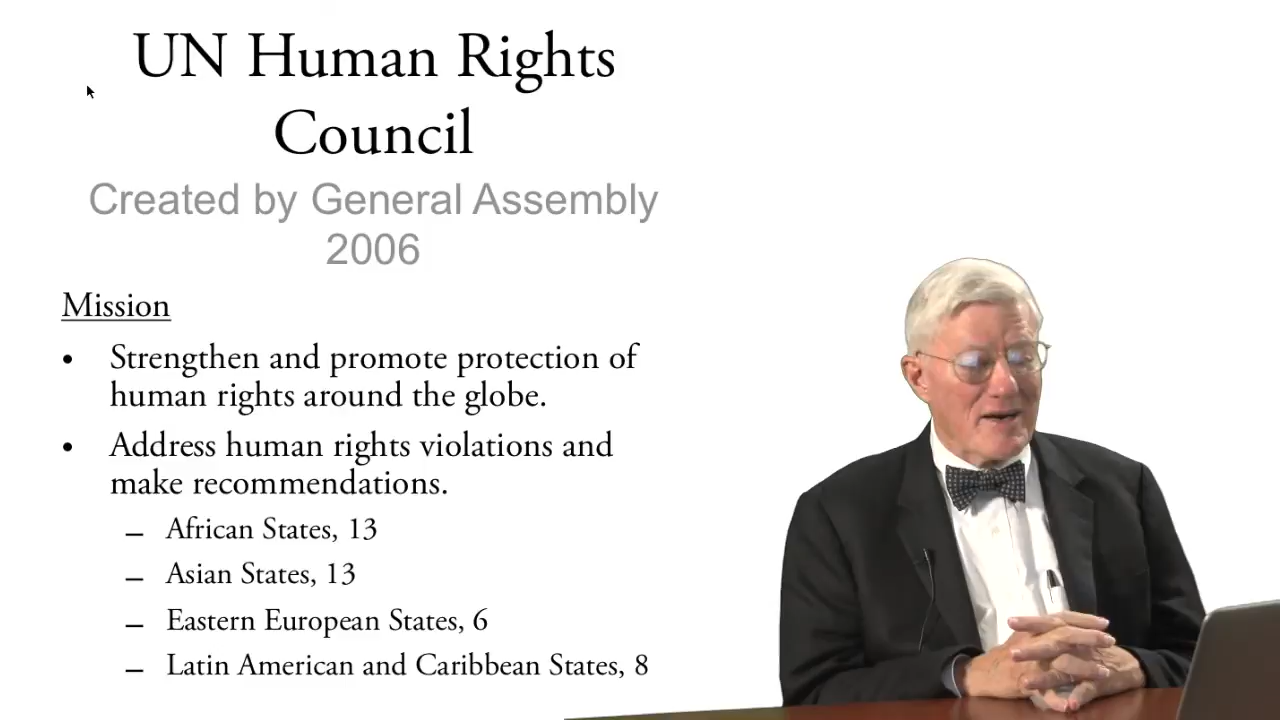 UN Human Rights
Council
Created by General Assembly
2006
Mission
• Strengthen and promote protection of
human rights around the globe.
• Address human rights violations and
make recommendations.
– African States, 13
– Asian States, 13
– Eastern European States, 6
– Latin American and Caribbean States, 8